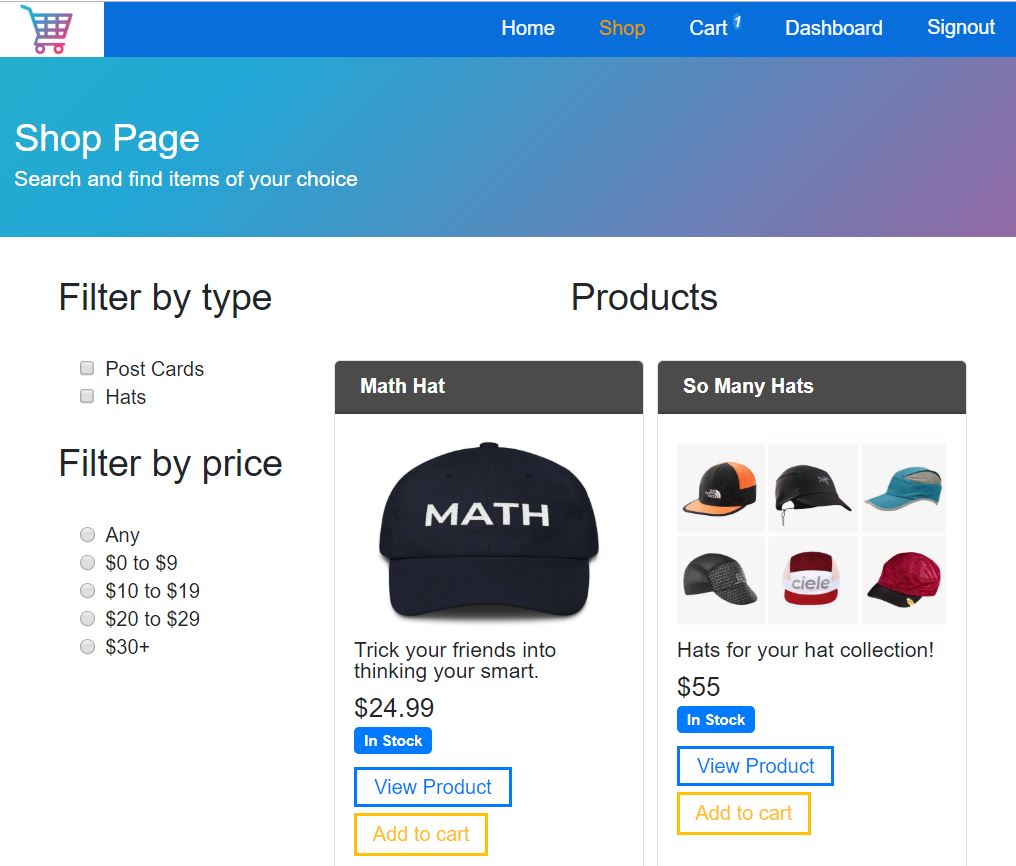 Home
Shop
Cart 1
Dashboard
Signout
Shop Page
Search and find items of your choice
Filter by type
Post Cards
Hats
Filter by price
Any
$0 to $9
$10 to $19
$20 to $29
$30+
Products
Math Hat
MATH
Trick your friends into
thinking your smart.
$24.99
In Stock
View Product
Add to cart
So Many Hats
ciele
Hats for your hat collection!
$55
In Stock
View Product
Add to cart